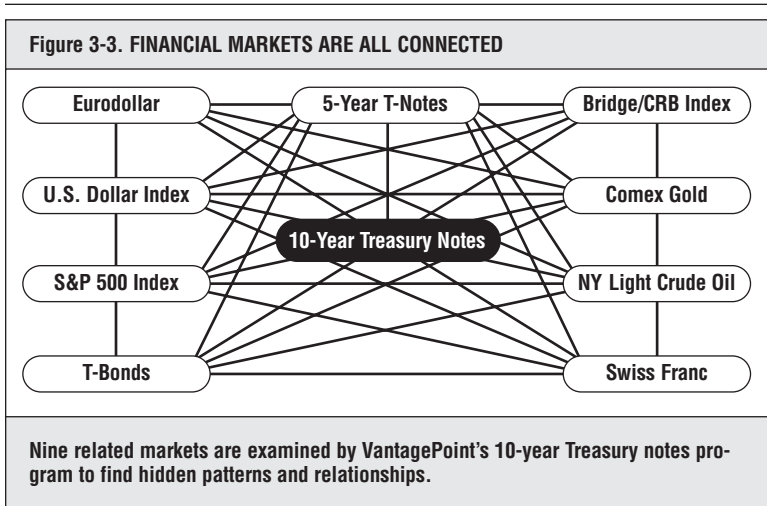 Figure 3-3. FINANCIAL MARKETS ARE ALL CONNECTED
Eurodollar
5-Year T-Notes
Bridge/CRB Index
U.S. Dollar Index
Comex Gold
10-Year Treasury Notes
S&P 500 Index
NY Light Crude Oil
T-Bonds
Swiss Franc
Nine related markets are examined by VantagePoint's 10-year Treasury notes pro-
gram to find hidden patterns and relationships.